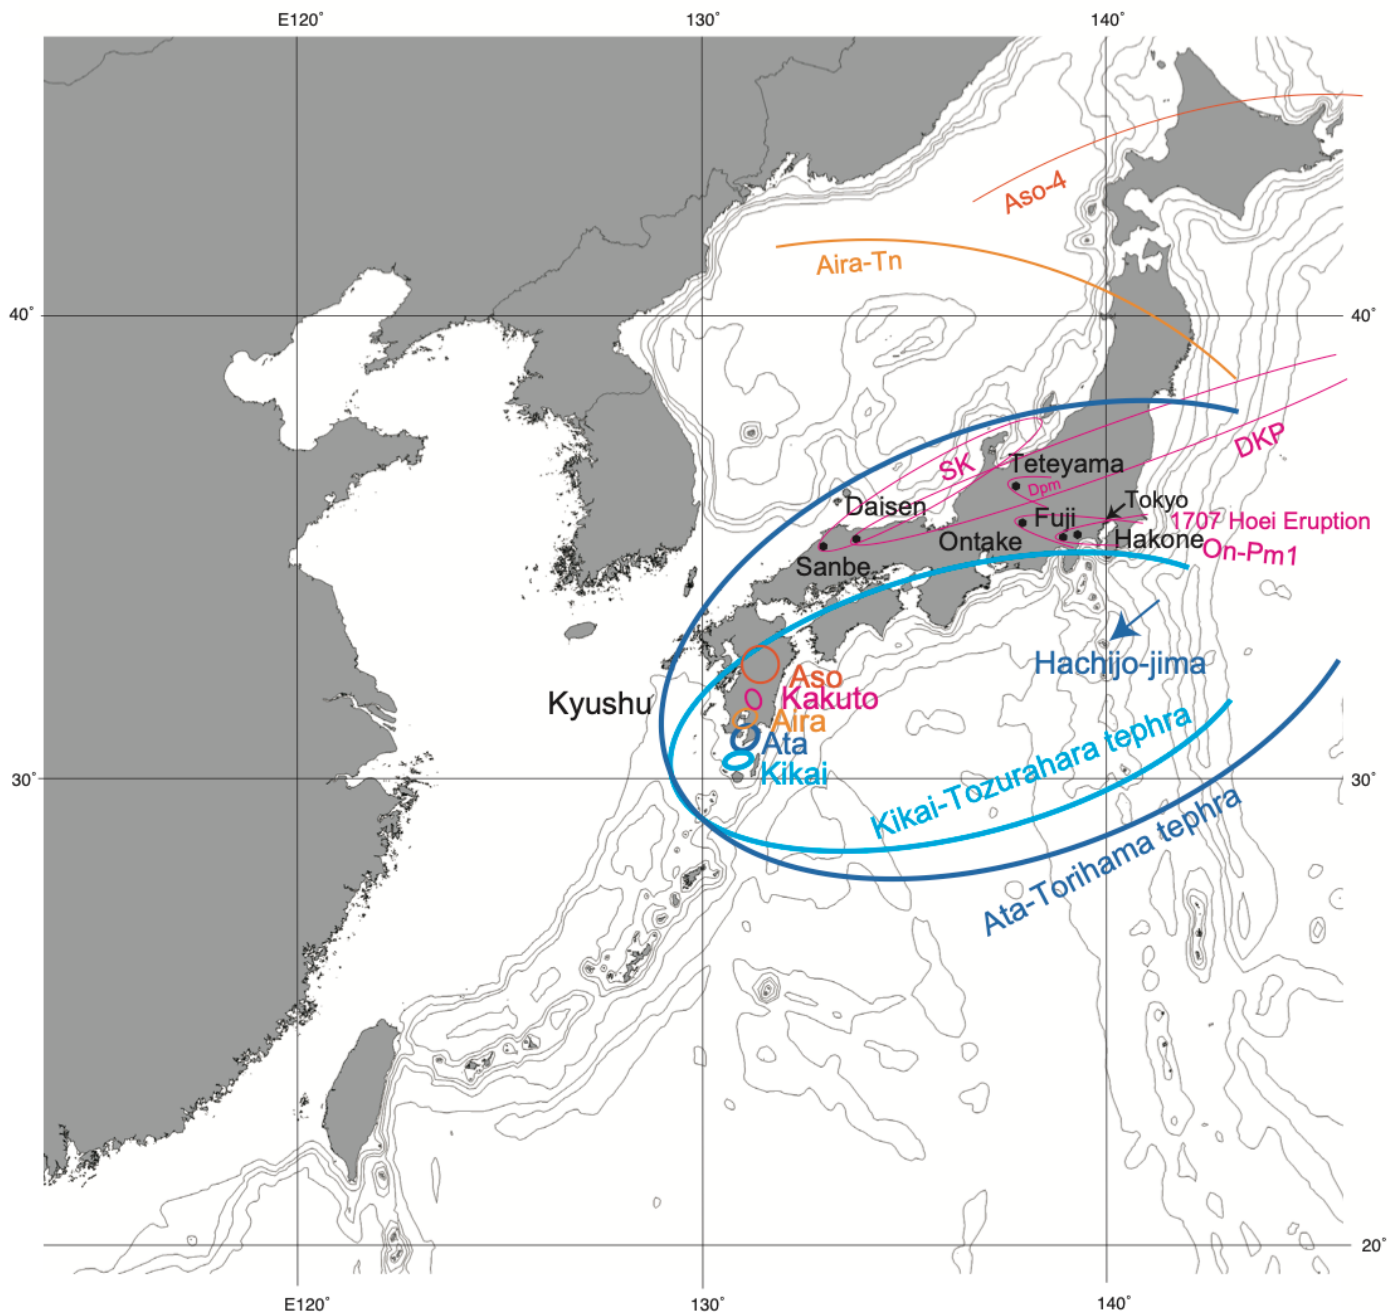 E120°
130°
140°
Aso-4
Aira-Tn
40°
40°
DKP
SK
Teteyama
Dpm
Daisen
Tokyo
Fuji
1707 Hoei Eruption
Ontake
Hakone
On-Pm1
Sanbe
Hachijo-jima
Aso
Kyushu
Kakuto
Aira
Ata
Kikai
30°
30°
Kikai-Tozurahara tephra
Ata-Torihama tephra
20°
E120°
130°
140°